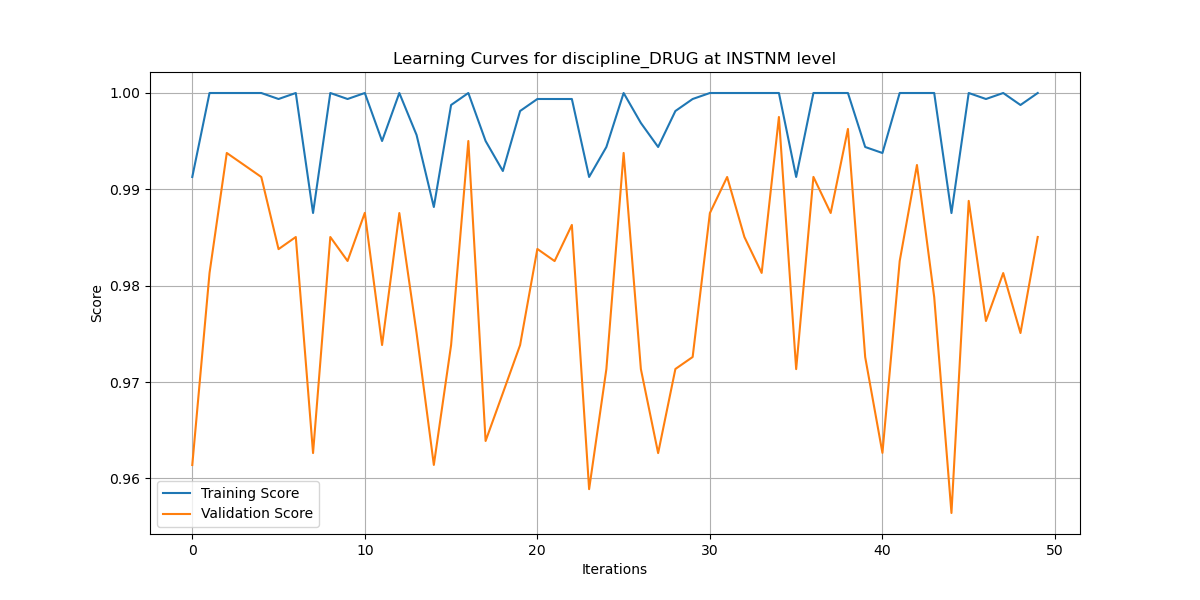 Learning Curves for discipline_DRUG at INSTNM level
1.00
0.99
0.98
0.97
0.96
Score
Training Score
Validation Score
0 10 20 30 40 50
Iterations